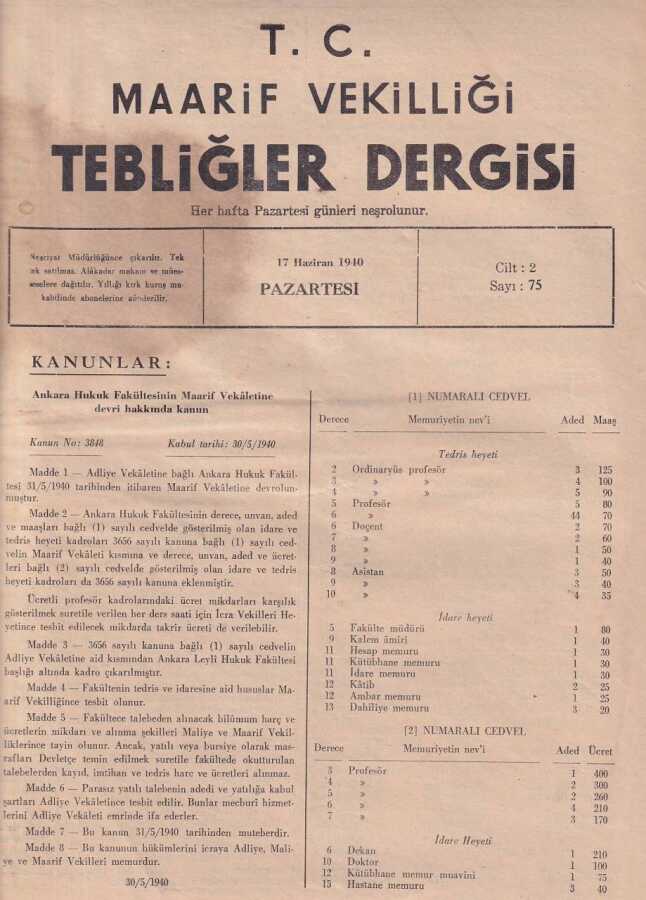 T. C.
MAARİF VEKİLLİĞİ
TEBLİĞLER DERGİSİ
Her hafta Pazartesi günleri neşrolunur.
Neşriyat Müdürlüğünce çıkarılır. Tek
satılmaz. Alâkadar makam ve mües-
seselere dağıtılır. Yıllığı kırk kuruş mu-
kabilinde abonelerine gönderilir.
17 Haziran 1940
PAZARTESI
Cilt : 2
Sayı : 75
KANUNLAR:
Ankara Hukuk Fakültesinin Maarif Vekâletine
devri hakkında kanun
Kanun No: 3848 Kabul tarihi: 30/5/1940
Madde 1 — Adliye Vekâletine bağlı Ankara Hukuk Fakül-
tesi 31/5/1940 tarihinden itibaren Maarif Vekâletine devrolun-
muştur.
Madde 2 — Ankara Hukuk Fakültesinin derece, unvan, aded
ve maaşları bağlı (1) sayılı cedvelde gösterilmiş olan idare ve
tedris heyeti kadroları 3656 sayılı kanuna bağlı (1) sayılı ced-
velin Maarif Vekâleti kısmına ve derece, unvan, aded ve ücret-
leri bağlı (2) sayılı cedvelde gösterilmiş olan idare ve tedris
heyeti kadroları da 3656 sayılı kanuna eklenmiştir.
Ücretli profesör kadrolarındaki ücret mikdarları karşılık
gösterilmek suretile verilen her ders saati için İcra Vekilleri He-
yetince tesbit edilecek mikdarda takrir ücreti de verilebilir.
Madde 3 — 3656 sayılı kanuna bağlı (1) sayılı cedvelin
Adliye Vekâletine aid kısmından Ankara Leylî Hukuk Fakültesi
başlığı altında kadro çıkarılmıştır.
Madde 4 — Fakültenin tedris ve idaresine aid hususlar Ma-
arif Vekilliğince tesbit olunur.
Madde 5 — Fakültece talebeden alınacak bilûmum harç ve
ücretlerin mikdarı ve alınma şekilleri Maliye ve Maarif Vekil-
liklerince tayin olunur. Ancak, yatılı veya bursiye olarak mas-
rafları Devletçe temin edilmek suretile fakültede okutturulan
talebelerden kayıd, imtihan ve tedris harc ve ücretleri alınmaz.
Madde 6 — Parasız yatılı talebenin adedi ve yatılığa kabul
şartları Adliye Vekâletince tesbit edilir. Bunlar mecburî hizmet-
lerini Adliye Vekâleti emrinde ifa ederler.
Madde 7 — Bu kanun 31/5/1940 tarihinden muteberdir.
Madde 8 — Bu kanunun hükümlerini icraya Adliye, Mali-
ye ve Maarif Vekilleri memurdur.
30/5/1940
[1] NUMARALI CEDVEL
Derece Memuriyetin nev'i Aded Maaş
Tedris heyeti
2 Ordinaryüs profesör 3 125
3 » » 4 100
4 » » 5 90
5 Profesör 5 80
6 » 44 70
6 Doçent 2 70
7 » 2 60
8 » 1 50
9 » 1 40
8 Asistan 3 50
9 » 3 40
10 » 4 35
İdare heyeti
5 Fakülte müdürü 1 80
9 Kalem âmiri 1 40
11 Hesap memuru 1 30
11 Kütübhane memuru 1 30
11 İdare memuru 1 30
12 Kâtib 2 25
12 Ambar memuru 1 25
13 Dahiliye memuru 3 20
[2] NUMARALI CEDVEL
Derece Memuriyetin nev'i Aded Ücret
3 Profesör 1 400
4 » 2 300
5 » 2 260
6 » 4 210
7 » 3 170
İdare Heyeti
6 Dekan 1 210
10 Doktor 1 100
12 Kütübhane memur muavini 1 75
15 Hastane memuru 3 40